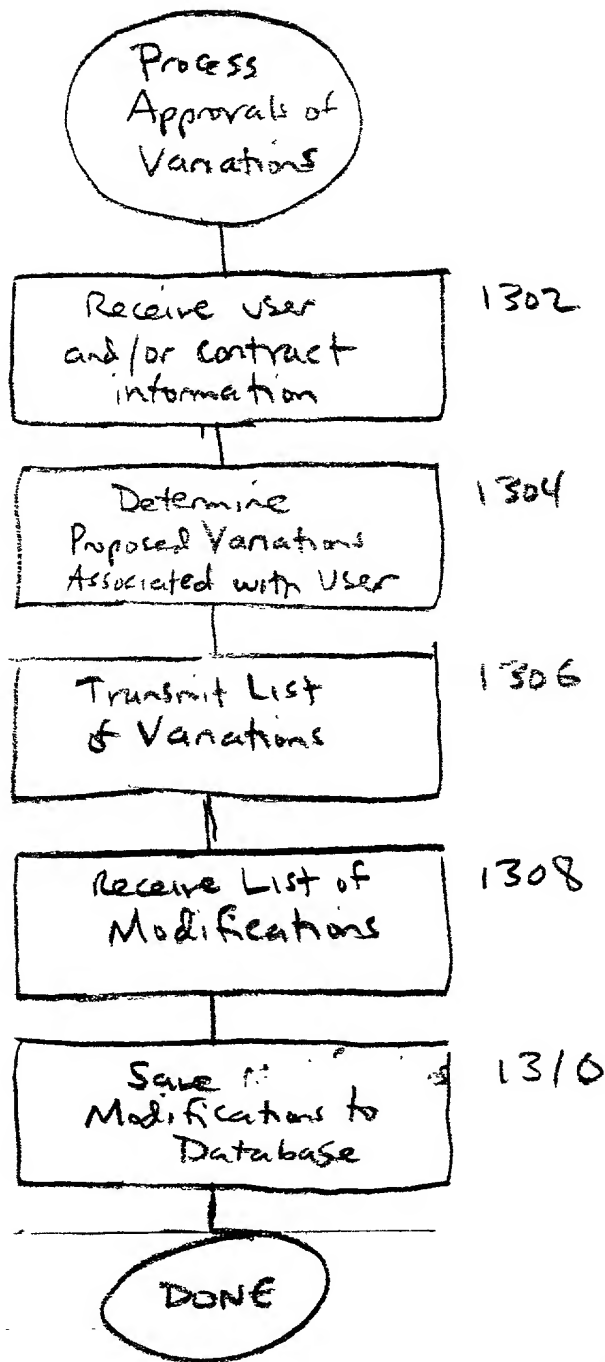 Process
Approvals of
Variations
Receive user
and/or contract
information
1302
Determine
Proposed Variations
Associated with User
1304
Transmit List
of Variations
1306
Receive List of
Modifications
1308
Save
Modifications to
Database
1310
DONE